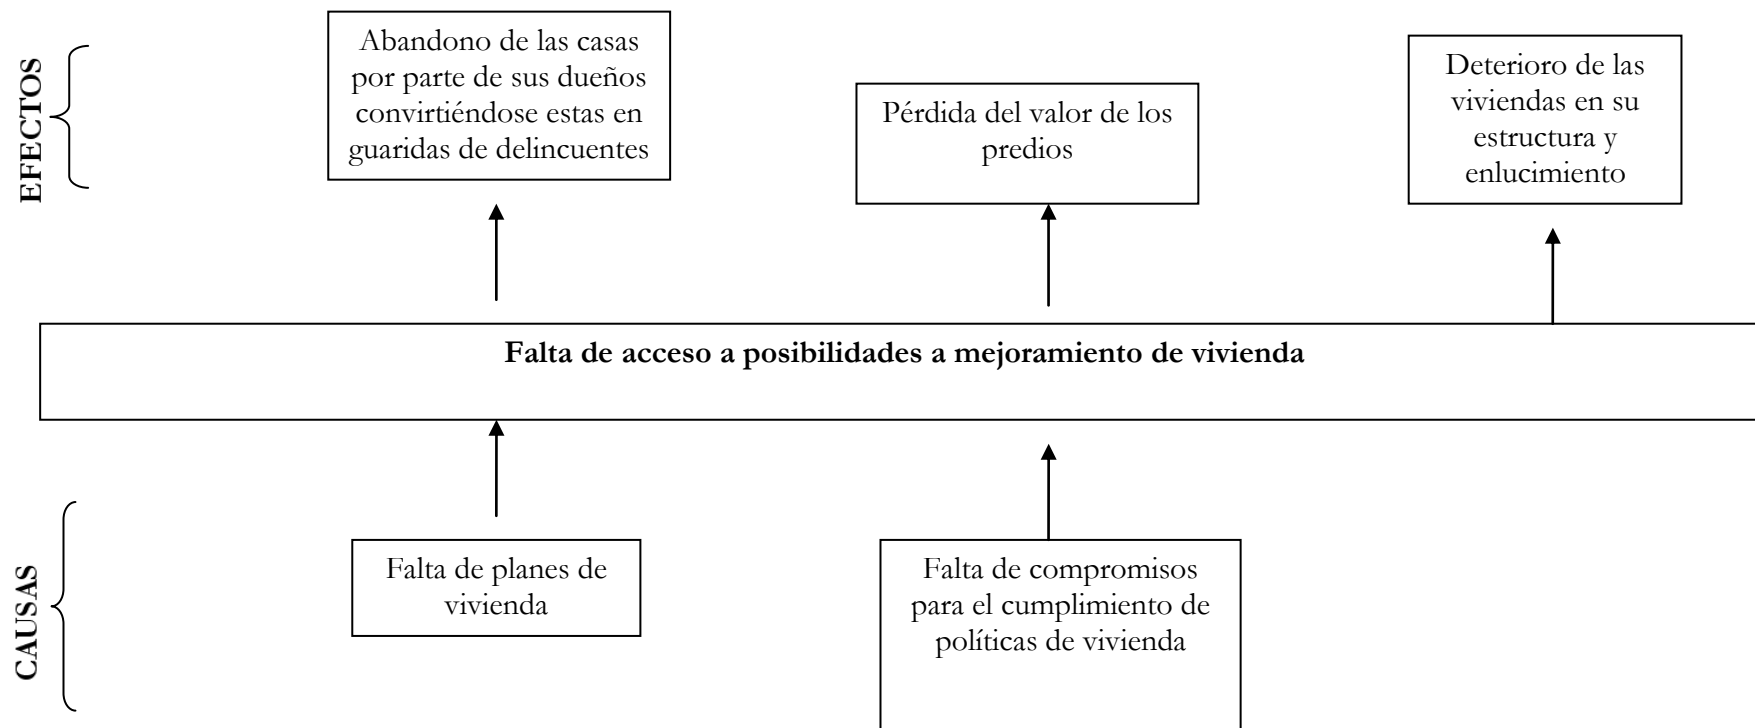 EFECTOS
Abandono de las casas
por parte de sus dueños
convirtiéndose estas en
guaridas de delincuentes
Pérdida del valor de los
predios
Deterioro de las
viviendas en su
estructura y
enlucimiento
Falta de acceso a posibilidades a mejoramiento de vivienda
CAUSAS
Falta de planes de
vivienda
Falta de compromisos
para el cumplimiento de
políticas de vivienda